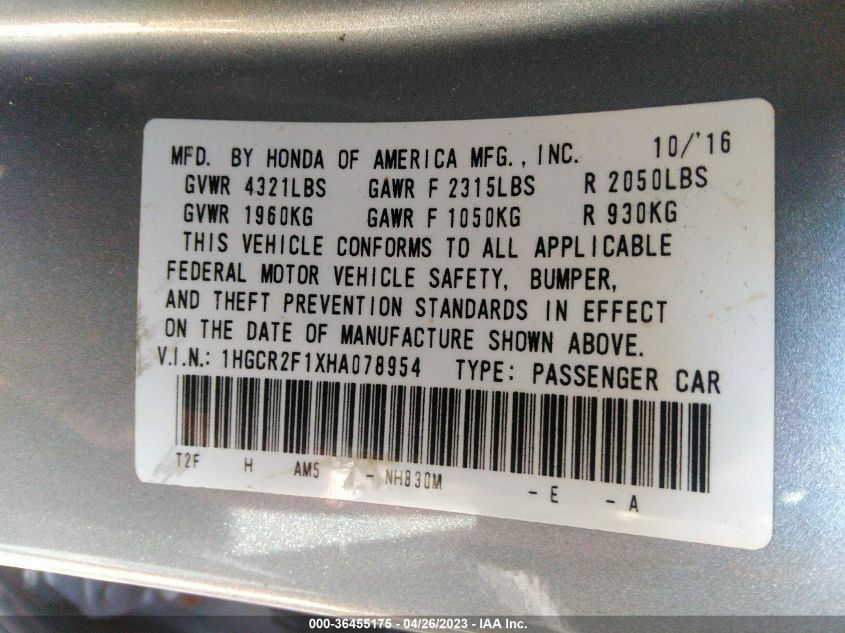 MFD. BY HONDA OF AMERICA MFG., INC. 10/'16
GVWR 4321LBS GAWR F 2315LBS R 2050LBS
GVWR 1960KG GAWR F 1050KG R 930KG
THIS VEHICLE CONFORMS TO ALL APPLICABLE
FEDERAL MOTOR VEHICLE SAFETY, BUMPER,
AND THEFT PREVENTION STANDARDS IN EFFECT
ON THE DATE OF MANUFACTURE SHOWN ABOVE.
V.I.N.: 1HGCR2F1XHA078954 TYPE: PASSENGER CAR
T2F H AM5 - NH830M - E - A
000-36455175 - 04/26/2023 - IAA Inc.